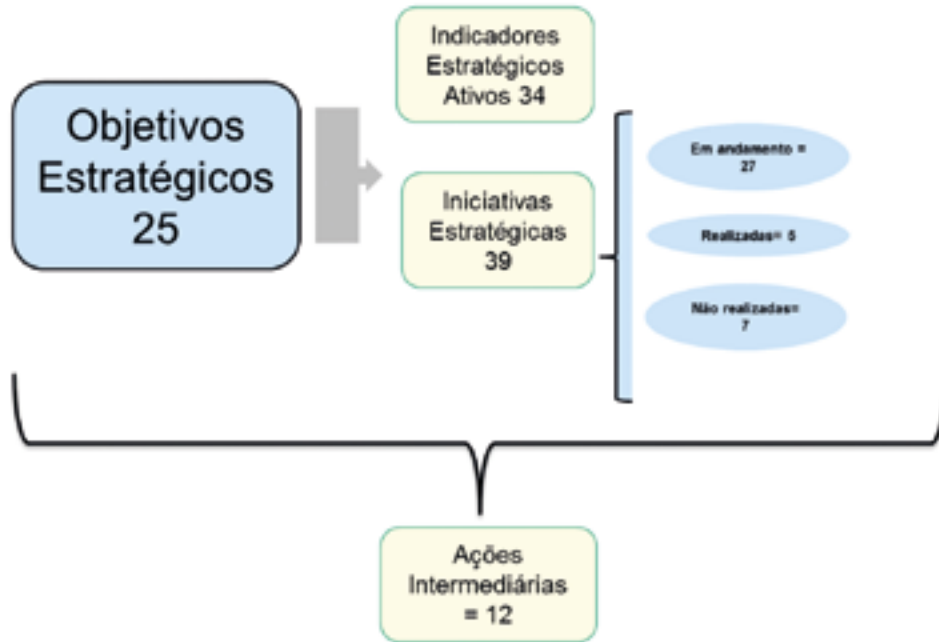 Objetivos
Estratégicos
25
Indicadores
Estratégicos
Ativos 34
Iniciativas
Estratégicas
39
Em andamento =
27
Realizadas= 5
Não realizadas=
7
Ações
Intermediárias
= 12